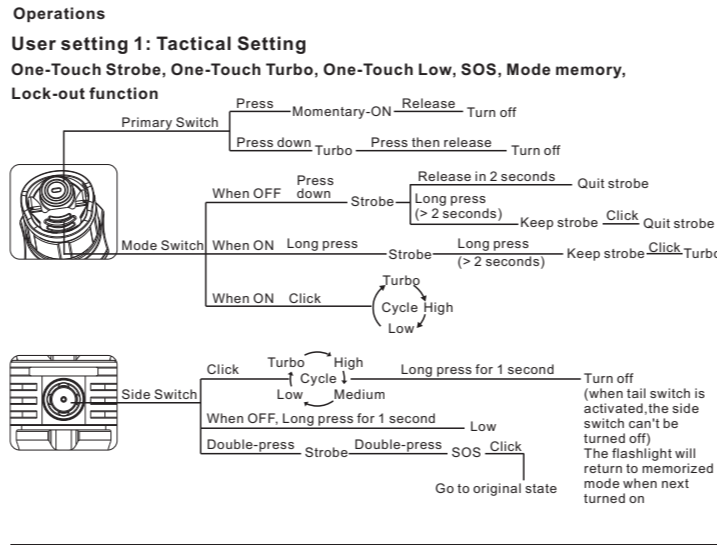 Operations
User setting 1: Tactical Setting
One-Touch Strobe, One-Touch Turbo, One-Touch Low, SOS, Mode memory,
Lock-out function
Primary Switch
Press
Momentary-ON
Release
Turn off
Press down
Turbo
Press then release
Turn off
Mode Switch
When OFF
Press
down
Strobe
Release in 2 seconds
Quit strobe
Long press
(> 2 seconds)
Keep strobe
Click
Quit strobe
When ON
Long press
Strobe
Long press
(> 2 seconds)
Keep strobe
Click
Turbo
When ON
Click
Turbo
Cycle
High
Low
Side Switch
Click
Turbo
High
Cycle
Low
Medium
Long press for 1 second
Turn off
(when tail switch is
activated,the side
switch can't be
turned off)
The flashlight will
return to memorized
mode when next
turned on
When OFF, Long press for 1 second
Low
Double-press
Strobe
Double-press
SOS
Click
Go to original state